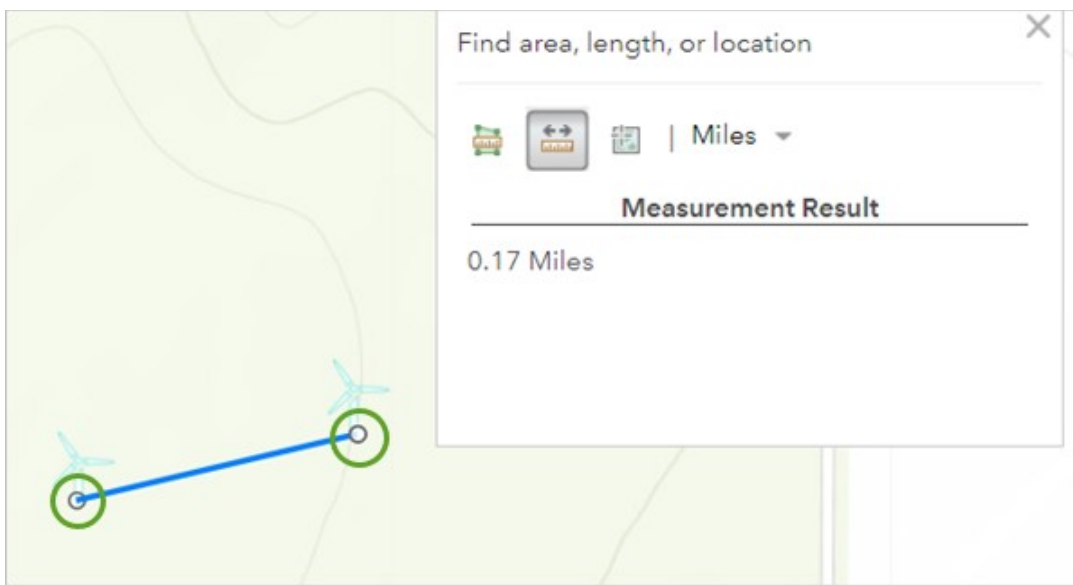 Find area, length, or location
| Miles
Measurement Result
0.17 Miles